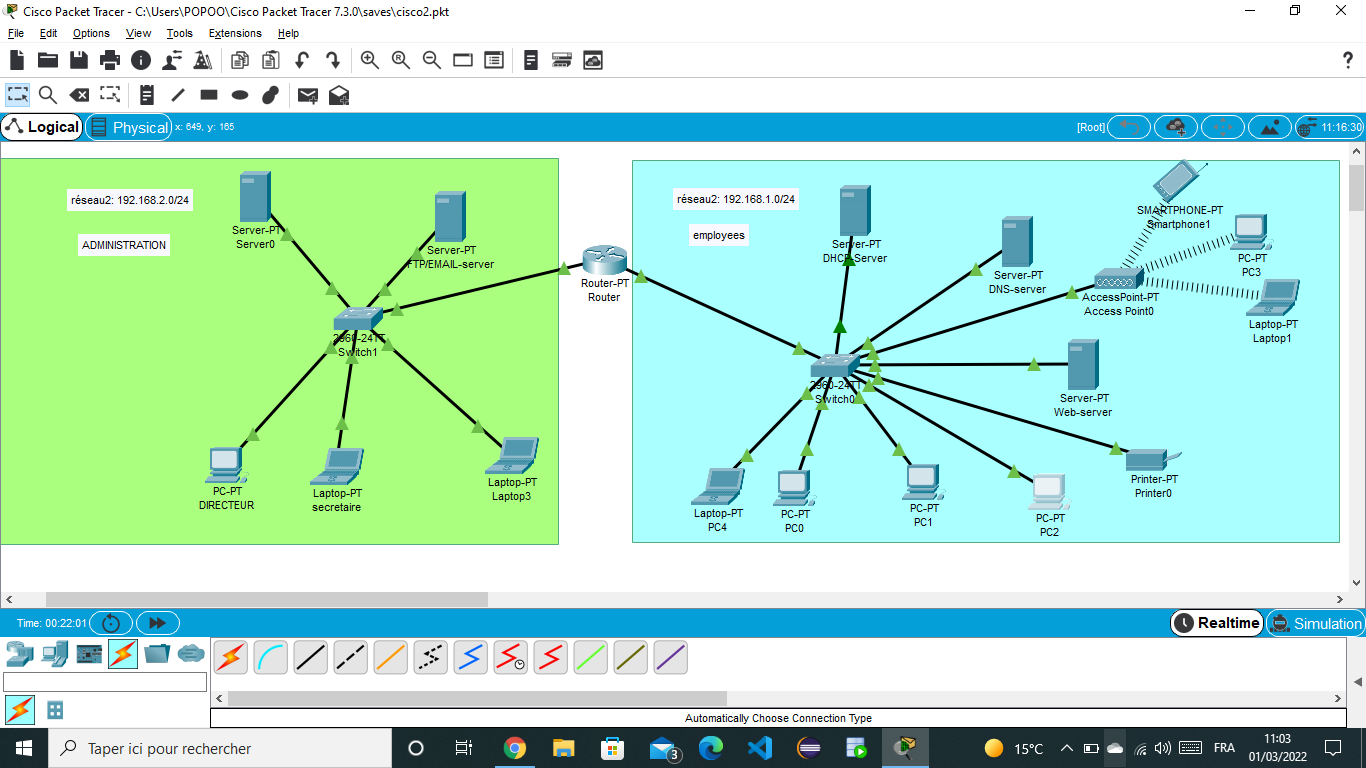 Cisco Packet Tracer - C:\Users\POPOO\Cisco Packet Tracer 7.3.0\saves\cisco2.pkt
File Edit Options View Tools Extensions Help
?
Logical Physical x: 649, y: 165 [Root] 11:16:30
réseau2: 192.168.2.0/24
ADMINISTRATION
Server-PT
Server0
Server-PT
FTP/EMAIL-server
2960-24TT
Switch1
PC-PT
DIRECTEUR
Laptop-PT
secretaire
Laptop-PT
Laptop3
Router-PT
Router
réseau2: 192.168.1.0/24
employees
Server-PT
DHCP-Server
Server-PT
DNS-server
SMARTPHONE-PT
Smartphone1
PC-PT
PC3
AccessPoint-PT
Access Point0
Laptop-PT
Laptop1
2960-24TT
Switch0
Server-PT
Web-server
Printer-PT
Printer0
Laptop-PT
PC4
PC-PT
PC0
PC-PT
PC1
PC-PT
PC2
Time: 00:22:01 Realtime Simulation
Automatically Choose Connection Type
Taper ici pour rechercher
3
15°C
FRA
11:03
01/03/2022